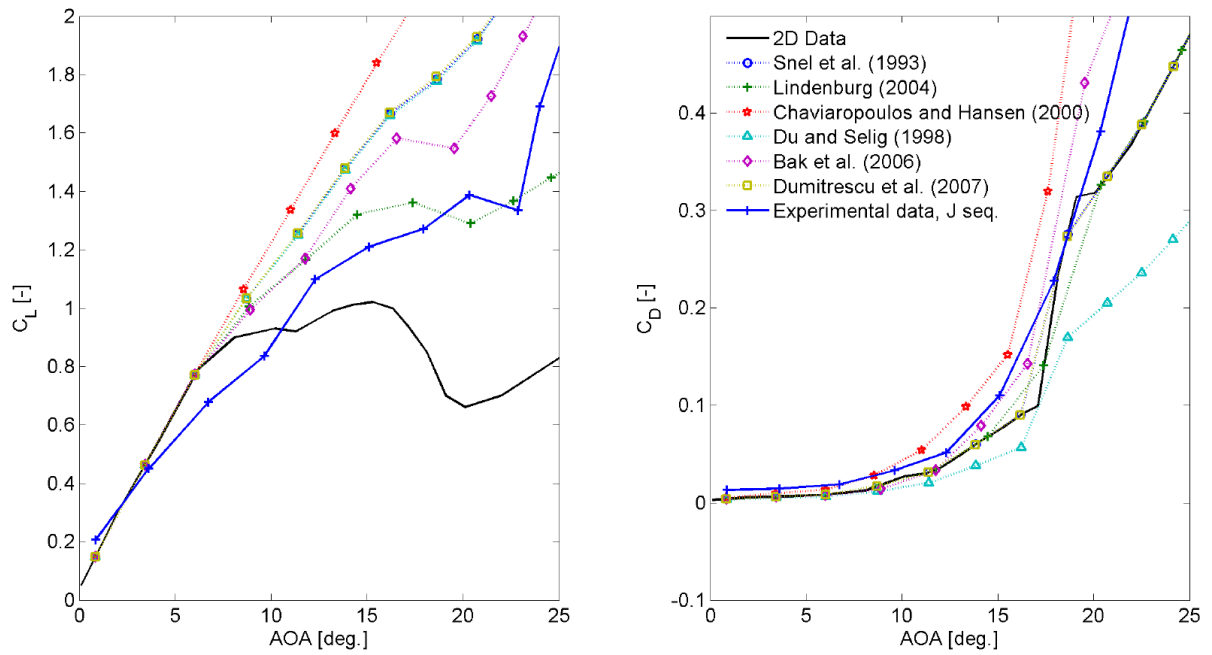 2
1.8
1.6
1.4
1.2
1
0.8
0.6
0.4
0.2
0
C_L [-]
0 5 10 15 20 25
AOA [deg.]
2D Data
Snel et al. (1993)
Lindenburg (2004)
Chaviaropoulos and Hansen (2000)
Du and Selig (1998)
Bak et al. (2006)
Dumitrescu et al. (2007)
Experimental data, J seq.
0.4
0.3
0.2
0.1
0
-0.1
C_D [-]
0 5 10 15 20 25
AOA [deg.]